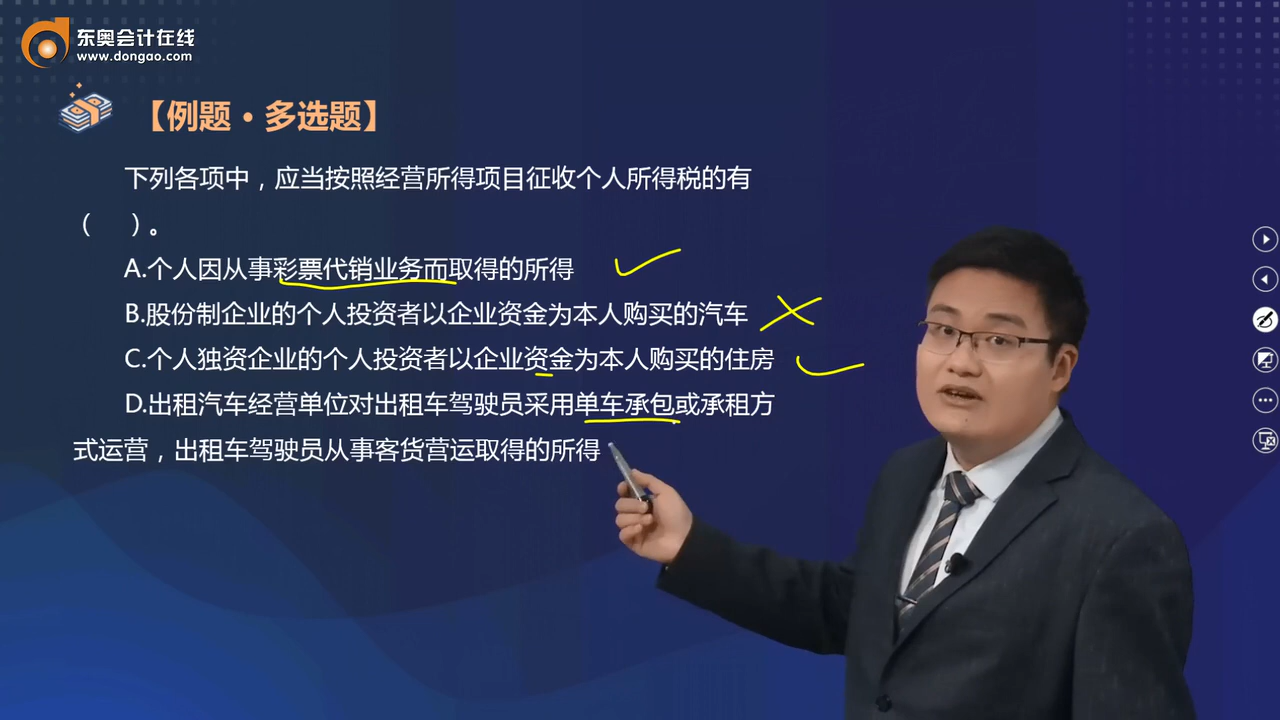 东奥会计在线
www.dongao.com
【例题·多选题】
下列各项中，应当按照经营所得项目征收个人所得税的有
（ ）。
A.个人因从事彩票代销业务而取得的所得
B.股份制企业的个人投资者以企业资金为本人购买的汽车
C.个人独资企业的个人投资者以企业资金为本人购买的住房
D.出租汽车经营单位对出租车驾驶员采用单车承包或承租方
式运营，出租车驾驶员从事客货营运取得的所得